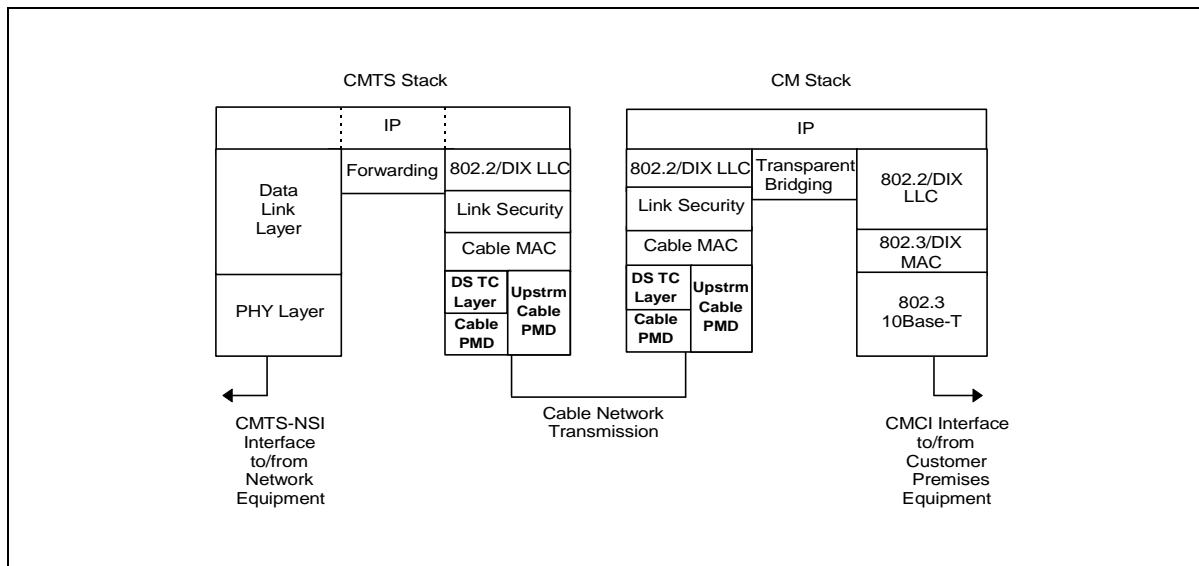 CMTS Stack
CM Stack
IP
IP
Data
Link
Layer
Forwarding
802.2/DIX LLC
Link Security
Cable MAC
PHY Layer
DS TC
Layer
Cable
PMD
Upstrm
Cable
PMD
802.2/DIX LLC
Link Security
Cable MAC
DS TC
Layer
Cable
PMD
Upstrm
Cable
PMD
Transparent
Bridging
802.2/DIX
LLC
802.3/DIX
MAC
802.3
10Base-T
CMTS-NSI
Interface
to/from
Network
Equipment
Cable Network
Transmission
CMCI Interface
to/from
Customer
Premises
Equipment